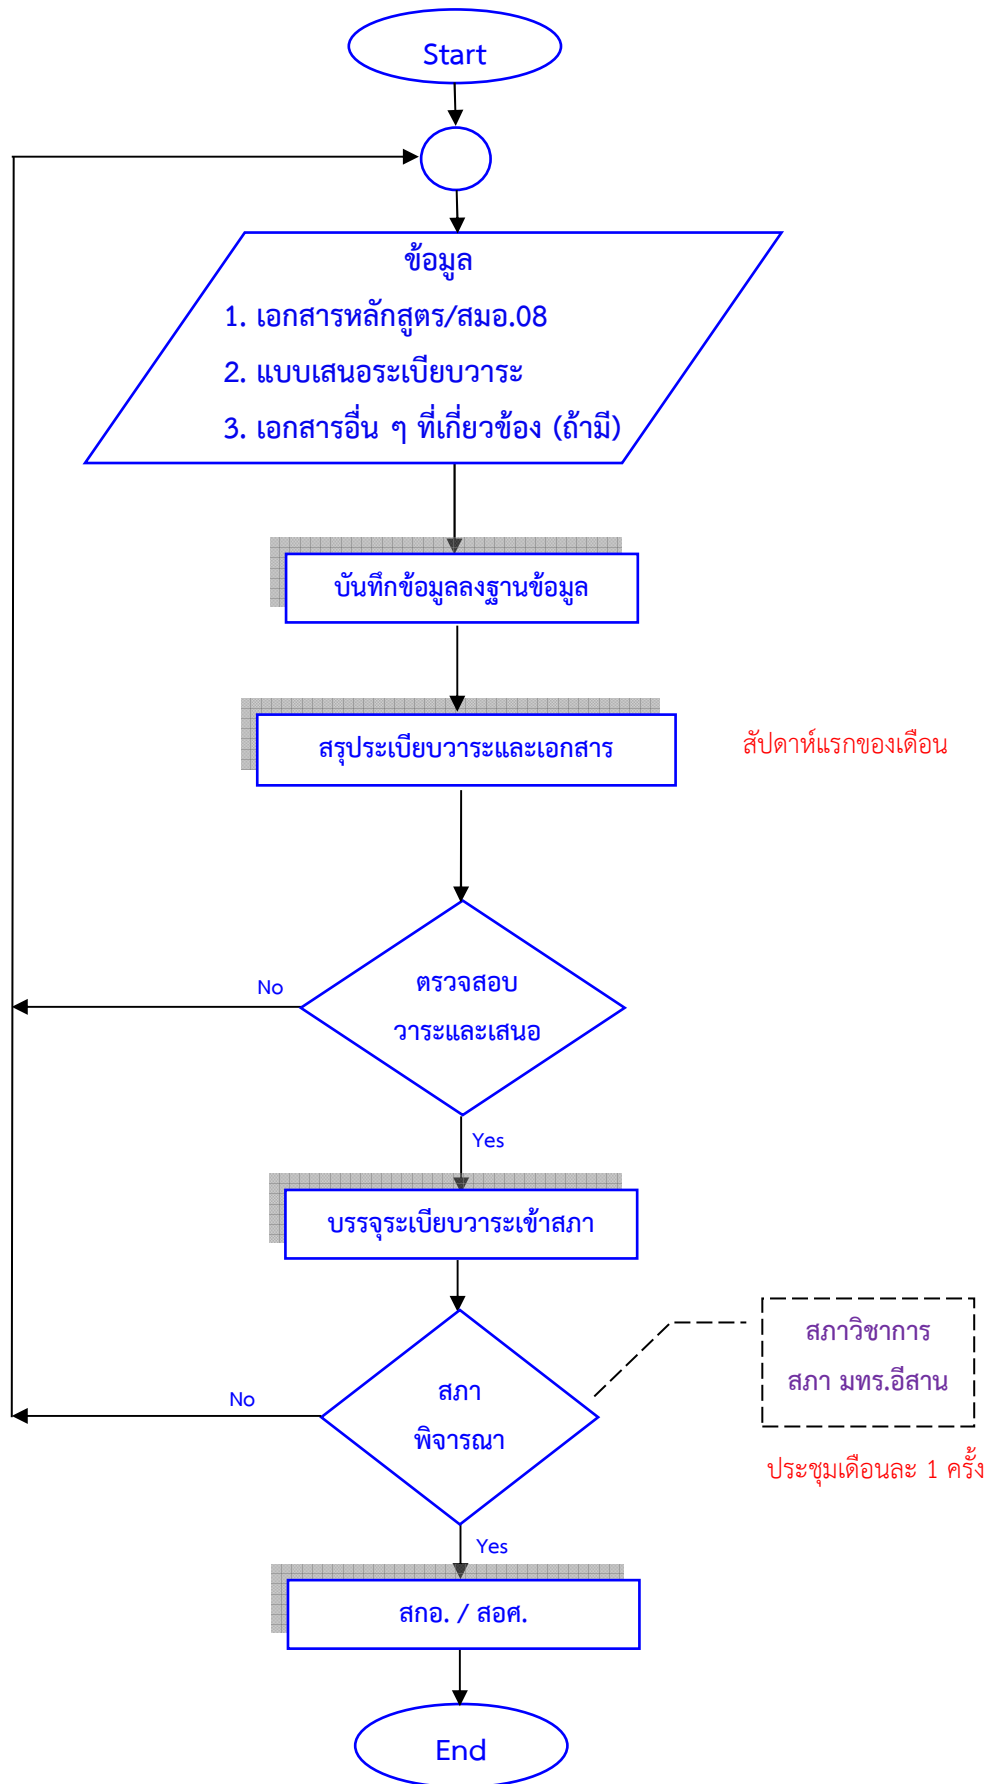 Start
ข้อมูล
1. เอกสารหลักสูตร/สมอ.08
2. แบบเสนอระเบียบวาระ
3. เอกสารอื่น ๆ ที่เกี่ยวข้อง (ถ้ามี)
บันทึกข้อมูลลงฐานข้อมูล
สรุประเบียบวาระและเอกสาร
สัปดาห์แรกของเดือน
ตรวจสอบ
วาระและเสนอ
No
Yes
บรรจุระเบียบวาระเข้าสภา
สภา
พิจารณา
No
สภาวิชาการ
สภา มทร.อีสาน
ประชุมเดือนละ 1 ครั้ง
Yes
สกอ. / สอศ.
End